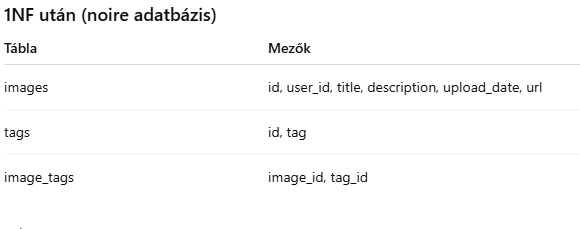 1NF után (noire adatbázis)
Tábla Mezők
images id, user_id, title, description, upload_date, url
tags id, tag
image_tags image_id, tag_id